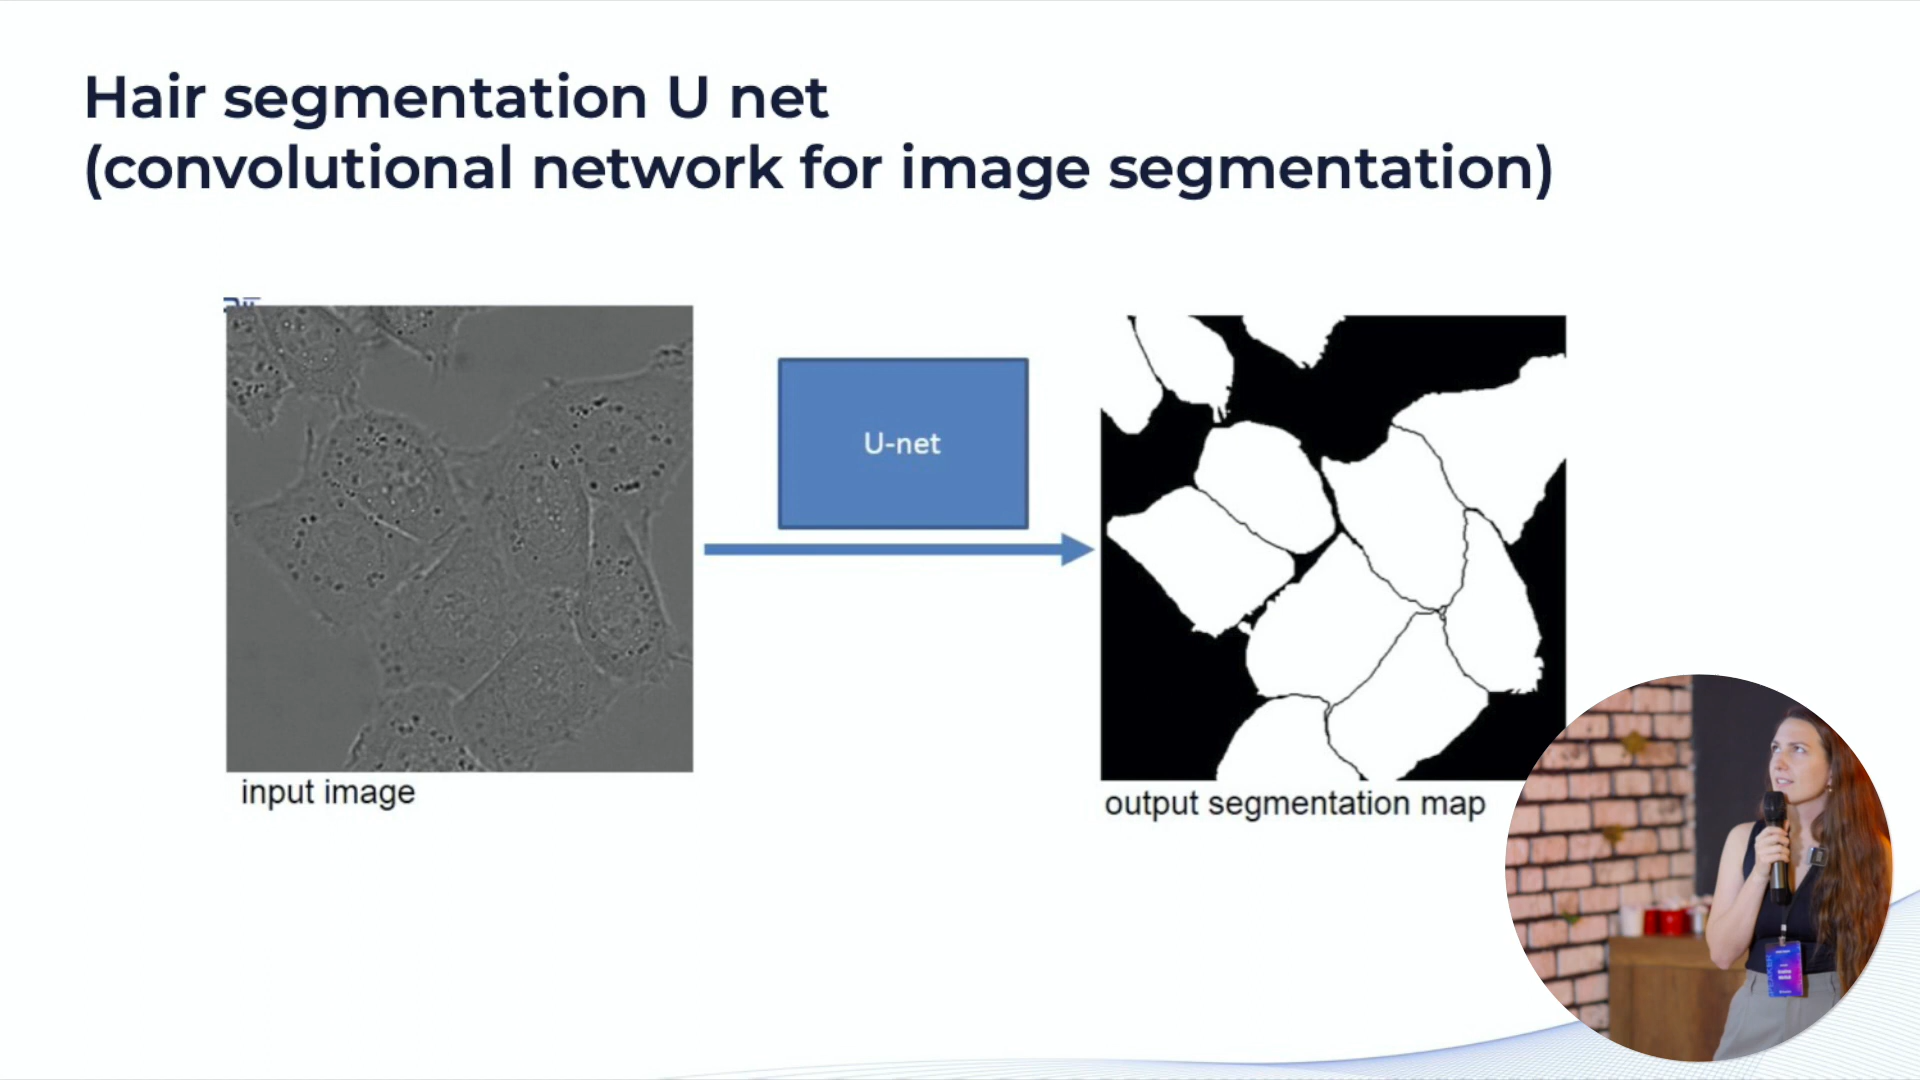 Hair segmentation U net
(convolutional network for image segmentation)
U-net
input image
output segmentation map